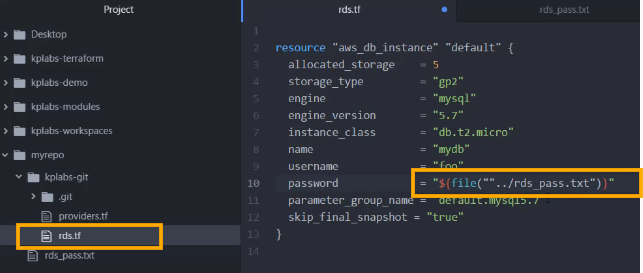 Project
rds.tf
rds_pass.txt
Desktop
kplabs-terraform
kplabs-demo
kplabs-modules
kplabs-workspaces
myrepo
kplabs-git
.git
providers.tf
rds.tf
rds_pass.txt
1
2 resource "aws_db_instance" "default" {
3 allocated_storage = 5
4 storage_type = "gp2"
5 engine = "mysql"
6 engine_version = "5.7"
7 instance_class = "db.t2.micro"
8 name = "mydb"
9 username = "foo"
10 password = "${file(""../rds_pass.txt")}"
11 parameter_group_name = "default.mysql5.7"
12 skip_final_snapshot = "true"
13 }
14